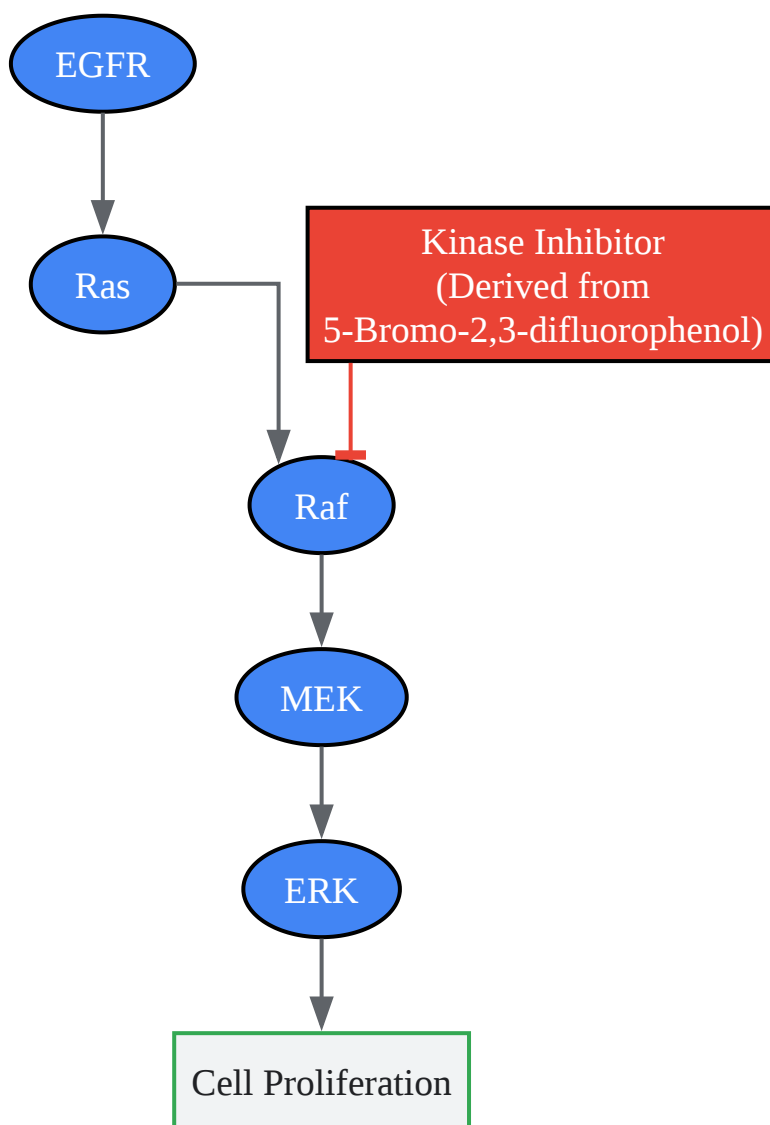 EGFR
Kinase Inhibitor
(Derived from
5-Bromo-2,3-difluorophenol)
Ras
Raf
MEK
ERK
Cell Proliferation